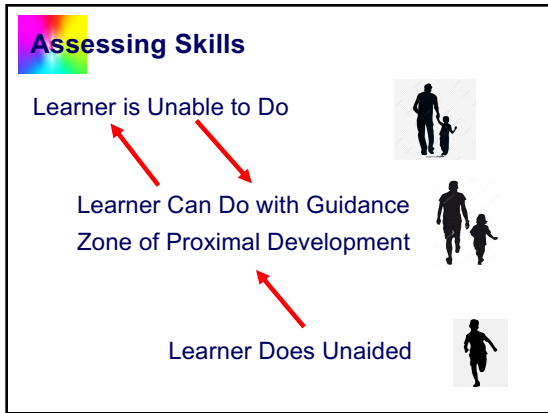 Assessing Skills
Learner is Unable to Do
Learner Can Do with Guidance
Zone of Proximal Development
Learner Does Unaided